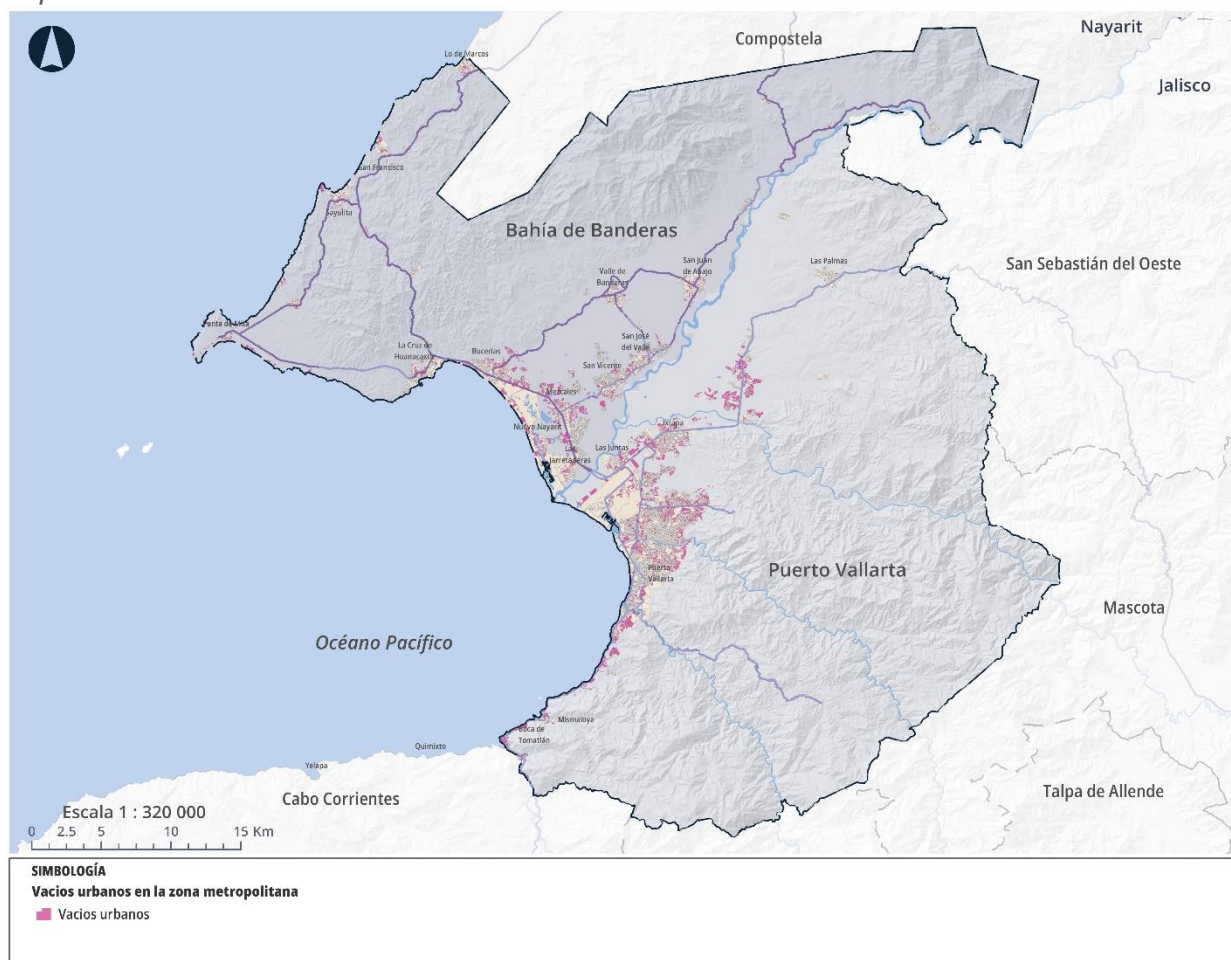 Nayarit
Compostela
Lo de Marcos
Jalisco
San Francisco
Sayulita
Bahía de Banderas
San Juan
de Abajo
Las Palmas
San Sebastián del Oeste
Valle de
Banderas
Punta de Mita
La Cruz de
Huanacaxtle
Bucerías
San José
del Valle
San Vicente
Mezcales
Nuevo Nayarit
Ixtapa
Las Juntas
Las
Jarretaderas
Puerto
Vallarta
Puerto Vallarta
Mascota
Océano Pacífico
Mismaloya
Boca de
Tomatlán
Quimixto
Yelapa
Cabo Corrientes
Talpa de Allende
Escala 1 : 320 000
0 2.5 5 10 15 Km
SIMBOLOGÍA
Vacios urbanos en la zona metropolitana
Vacios urbanos